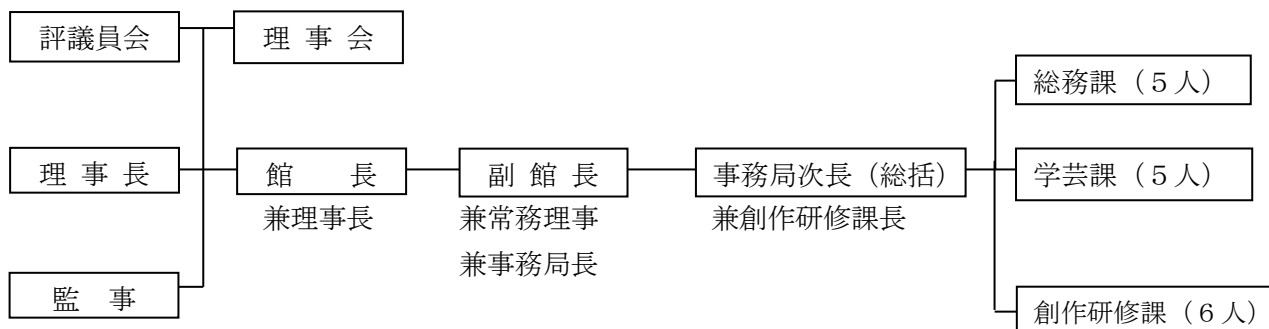 評議員会
理 事 会
総務課（５人）
理 事 長
館 長
副 館 長
事務局次長（総括）
学芸課（５人）
兼理事長
兼常務理事
兼創作研修課長
兼事務局長
監 事
創作研修課（６人）